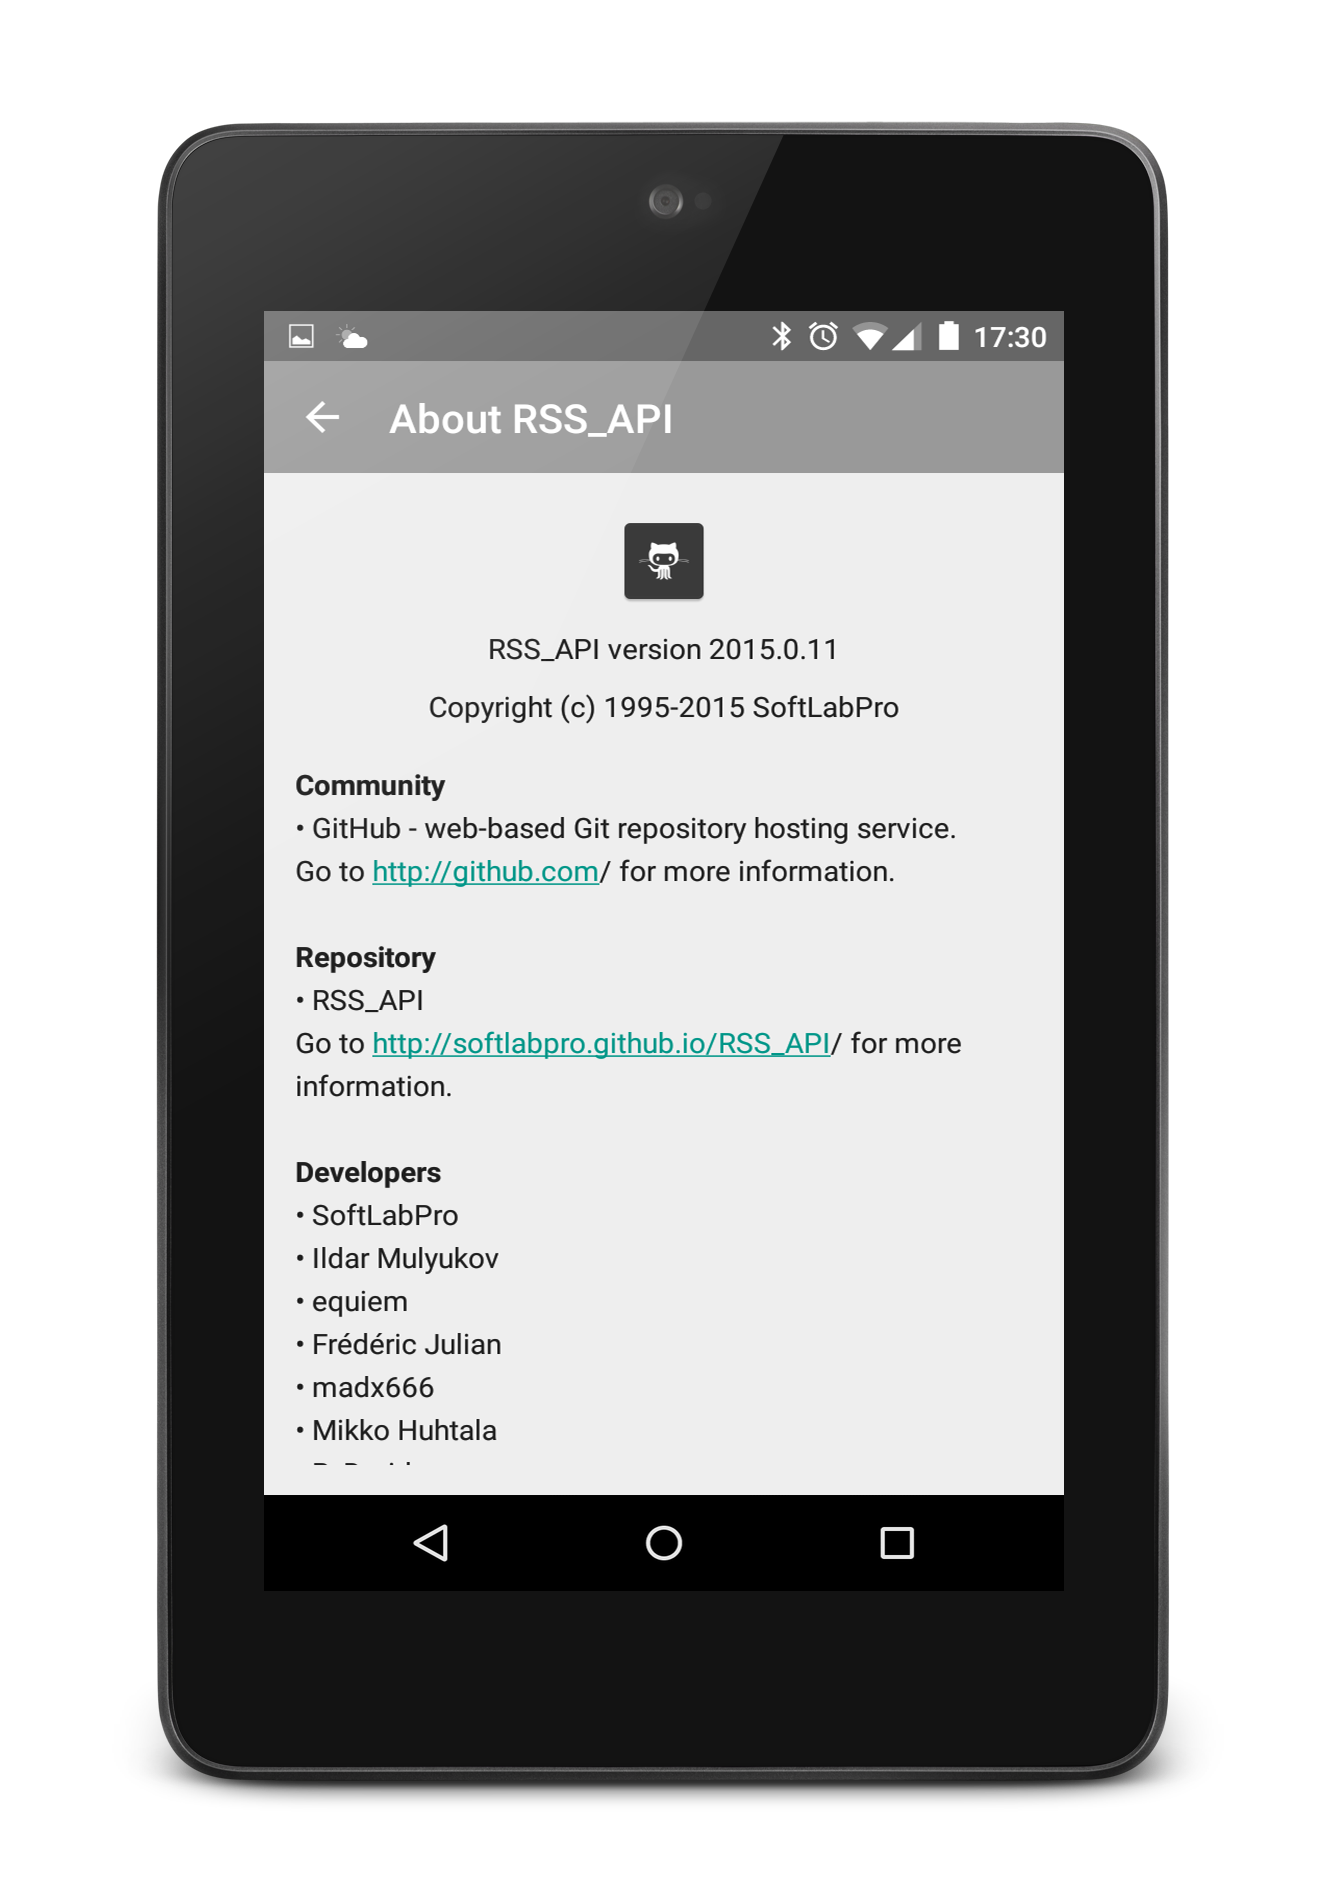 17:30
About RSS_API
RSS_API version 2015.0.11
Copyright (c) 1995-2015 SoftLabPro
Community
• GitHub - web-based Git repository hosting service.
Go to http://github.com/ for more information.
Repository
• RSS_API
Go to http://softlabpro.github.io/RSS_API/ for more
information.
Developers
• SoftLabPro
• Ildar Mulyukov
• equiem
• Frédéric Julian
• madx666
• Mikko Huhtala